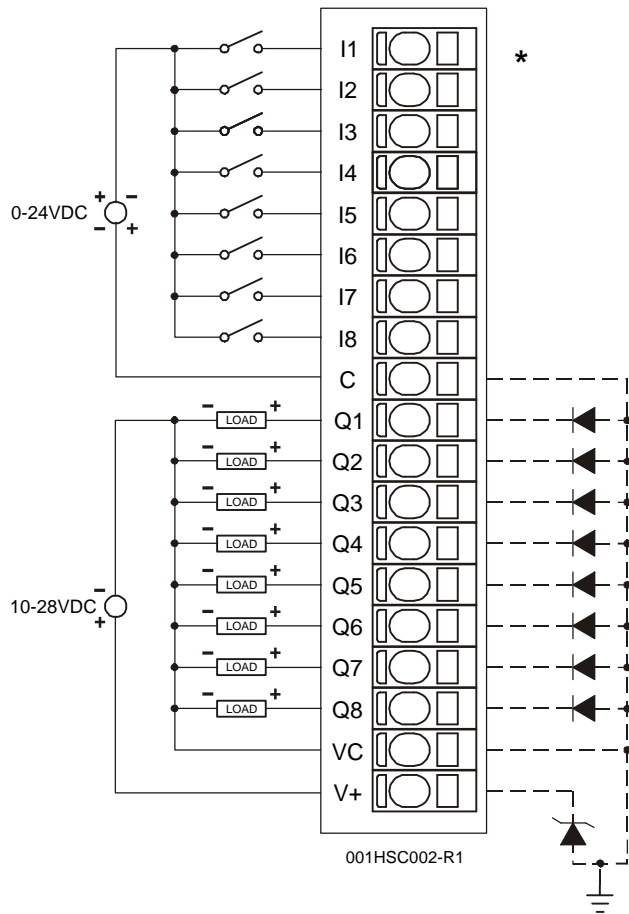 I1
*
I2
I3
I4
+ -
0-24VDC
- +
I5
I6
I7
I8
C
- LOAD + Q1
- LOAD + Q2
- LOAD + Q3
- LOAD + Q4
- LOAD + Q5
-
10-28VDC
+
- LOAD + Q6
- LOAD + Q7
- LOAD + Q8
VC
V+
001HSC002-R1